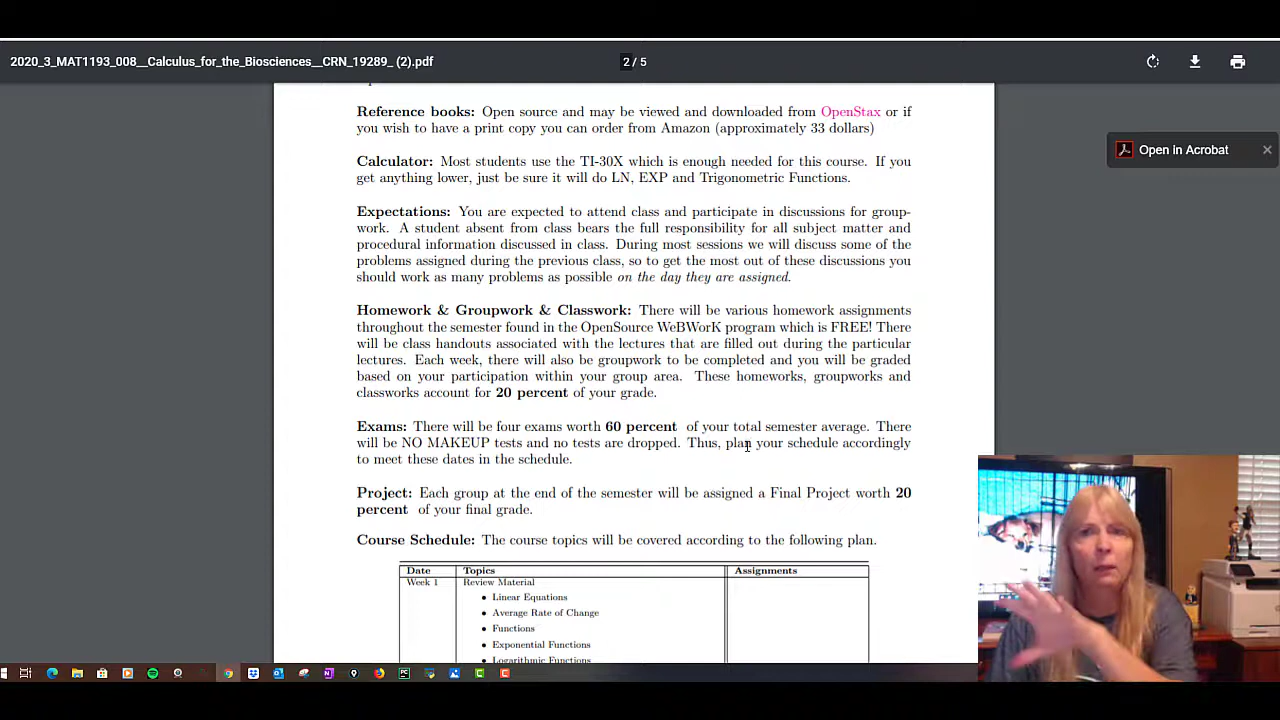 2020_3_MAT1193_008__Calculus_for_the_Biosciences__CRN_19289_ (2).pdf
2 / 5
Open in Acrobat
Reference books: Open source and may be viewed and downloaded from OpenStax or if
you wish to have a print copy you can order from Amazon (approximately 33 dollars)
Calculator: Most students use the TI-30X which is enough needed for this course. If you
get anything lower, just be sure it will do LN, EXP and Trigonometric Functions.
Expectations: You are expected to attend class and participate in discussions for group-
work. A student absent from class bears the full responsibility for all subject matter and
procedural information discussed in class. During most sessions we will discuss some of the
problems assigned during the previous class, so to get the most out of these discussions you
should work as many problems as possible on the day they are assigned.
Homework & Groupwork & Classwork: There will be various homework assignments
throughout the semester found in the OpenSource WeBWorK program which is FREE! There
will be class handouts associated with the lectures that are filled out during the particular
lectures. Each week, there will also be groupwork to be completed and you will be graded
based on your participation within your group area. These homeworks, groupworks and
classworks account for 20 percent of your grade.
Exams: There will be four exams worth 60 percent of your total semester average. There
will be NO MAKEUP tests and no tests are dropped. Thus, plan your schedule accordingly
to meet these dates in the schedule.
Project: Each group at the end of the semester will be assigned a Final Project worth 20
percent of your final grade.
Course Schedule: The course topics will be covered according to the following plan.
Date Topics Assignments
Week 1 Review Material
• Linear Equations
• Average Rate of Change
• Functions
• Exponential Functions
• Logarithmic Functions